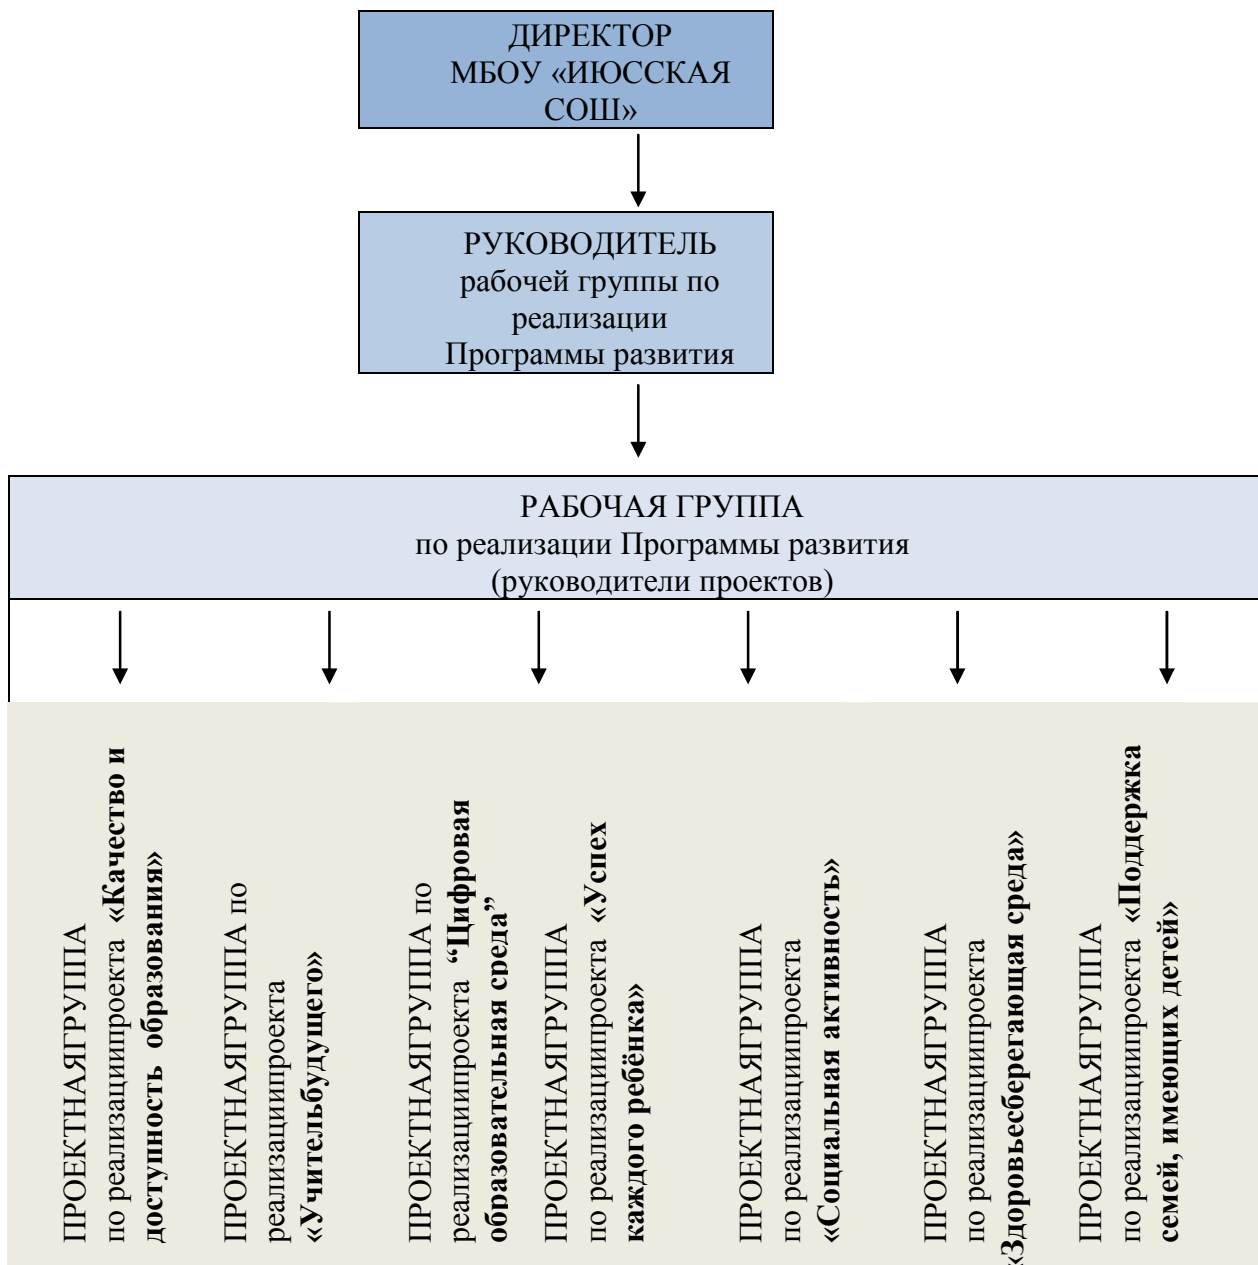 ДИРЕКТОР
МБОУ «ИЮССКАЯ
СОШ»
РУКОВОДИТЕЛЬ
рабочей группы по
реализации
Программы развития
РАБОЧАЯ ГРУППА
по реализации Программы развития
(руководители проектов)
ПРОЕКТНАЯГРУППА
по реализациипроекта «Качество и
доступность образования»
ПРОЕКТНАЯГРУППА по
реализациипроекта
«Учительбудущего»
ПРОЕКТНАЯГРУППА по
реализациипроекта “Цифровая
образовательная среда”
ПРОЕКТНАЯГРУППА
по реализациипроекта «Успех
каждого ребёнка»
ПРОЕКТНАЯГРУППА
по реализациипроекта
«Социальная активность»
ПРОЕКТНАЯГРУППА
по реализациипроекта
«Здоровьесберегающая среда»
ПРОЕКТНАЯГРУППА
по реализациипроекта «Поддержка
семей, имеющих детей»